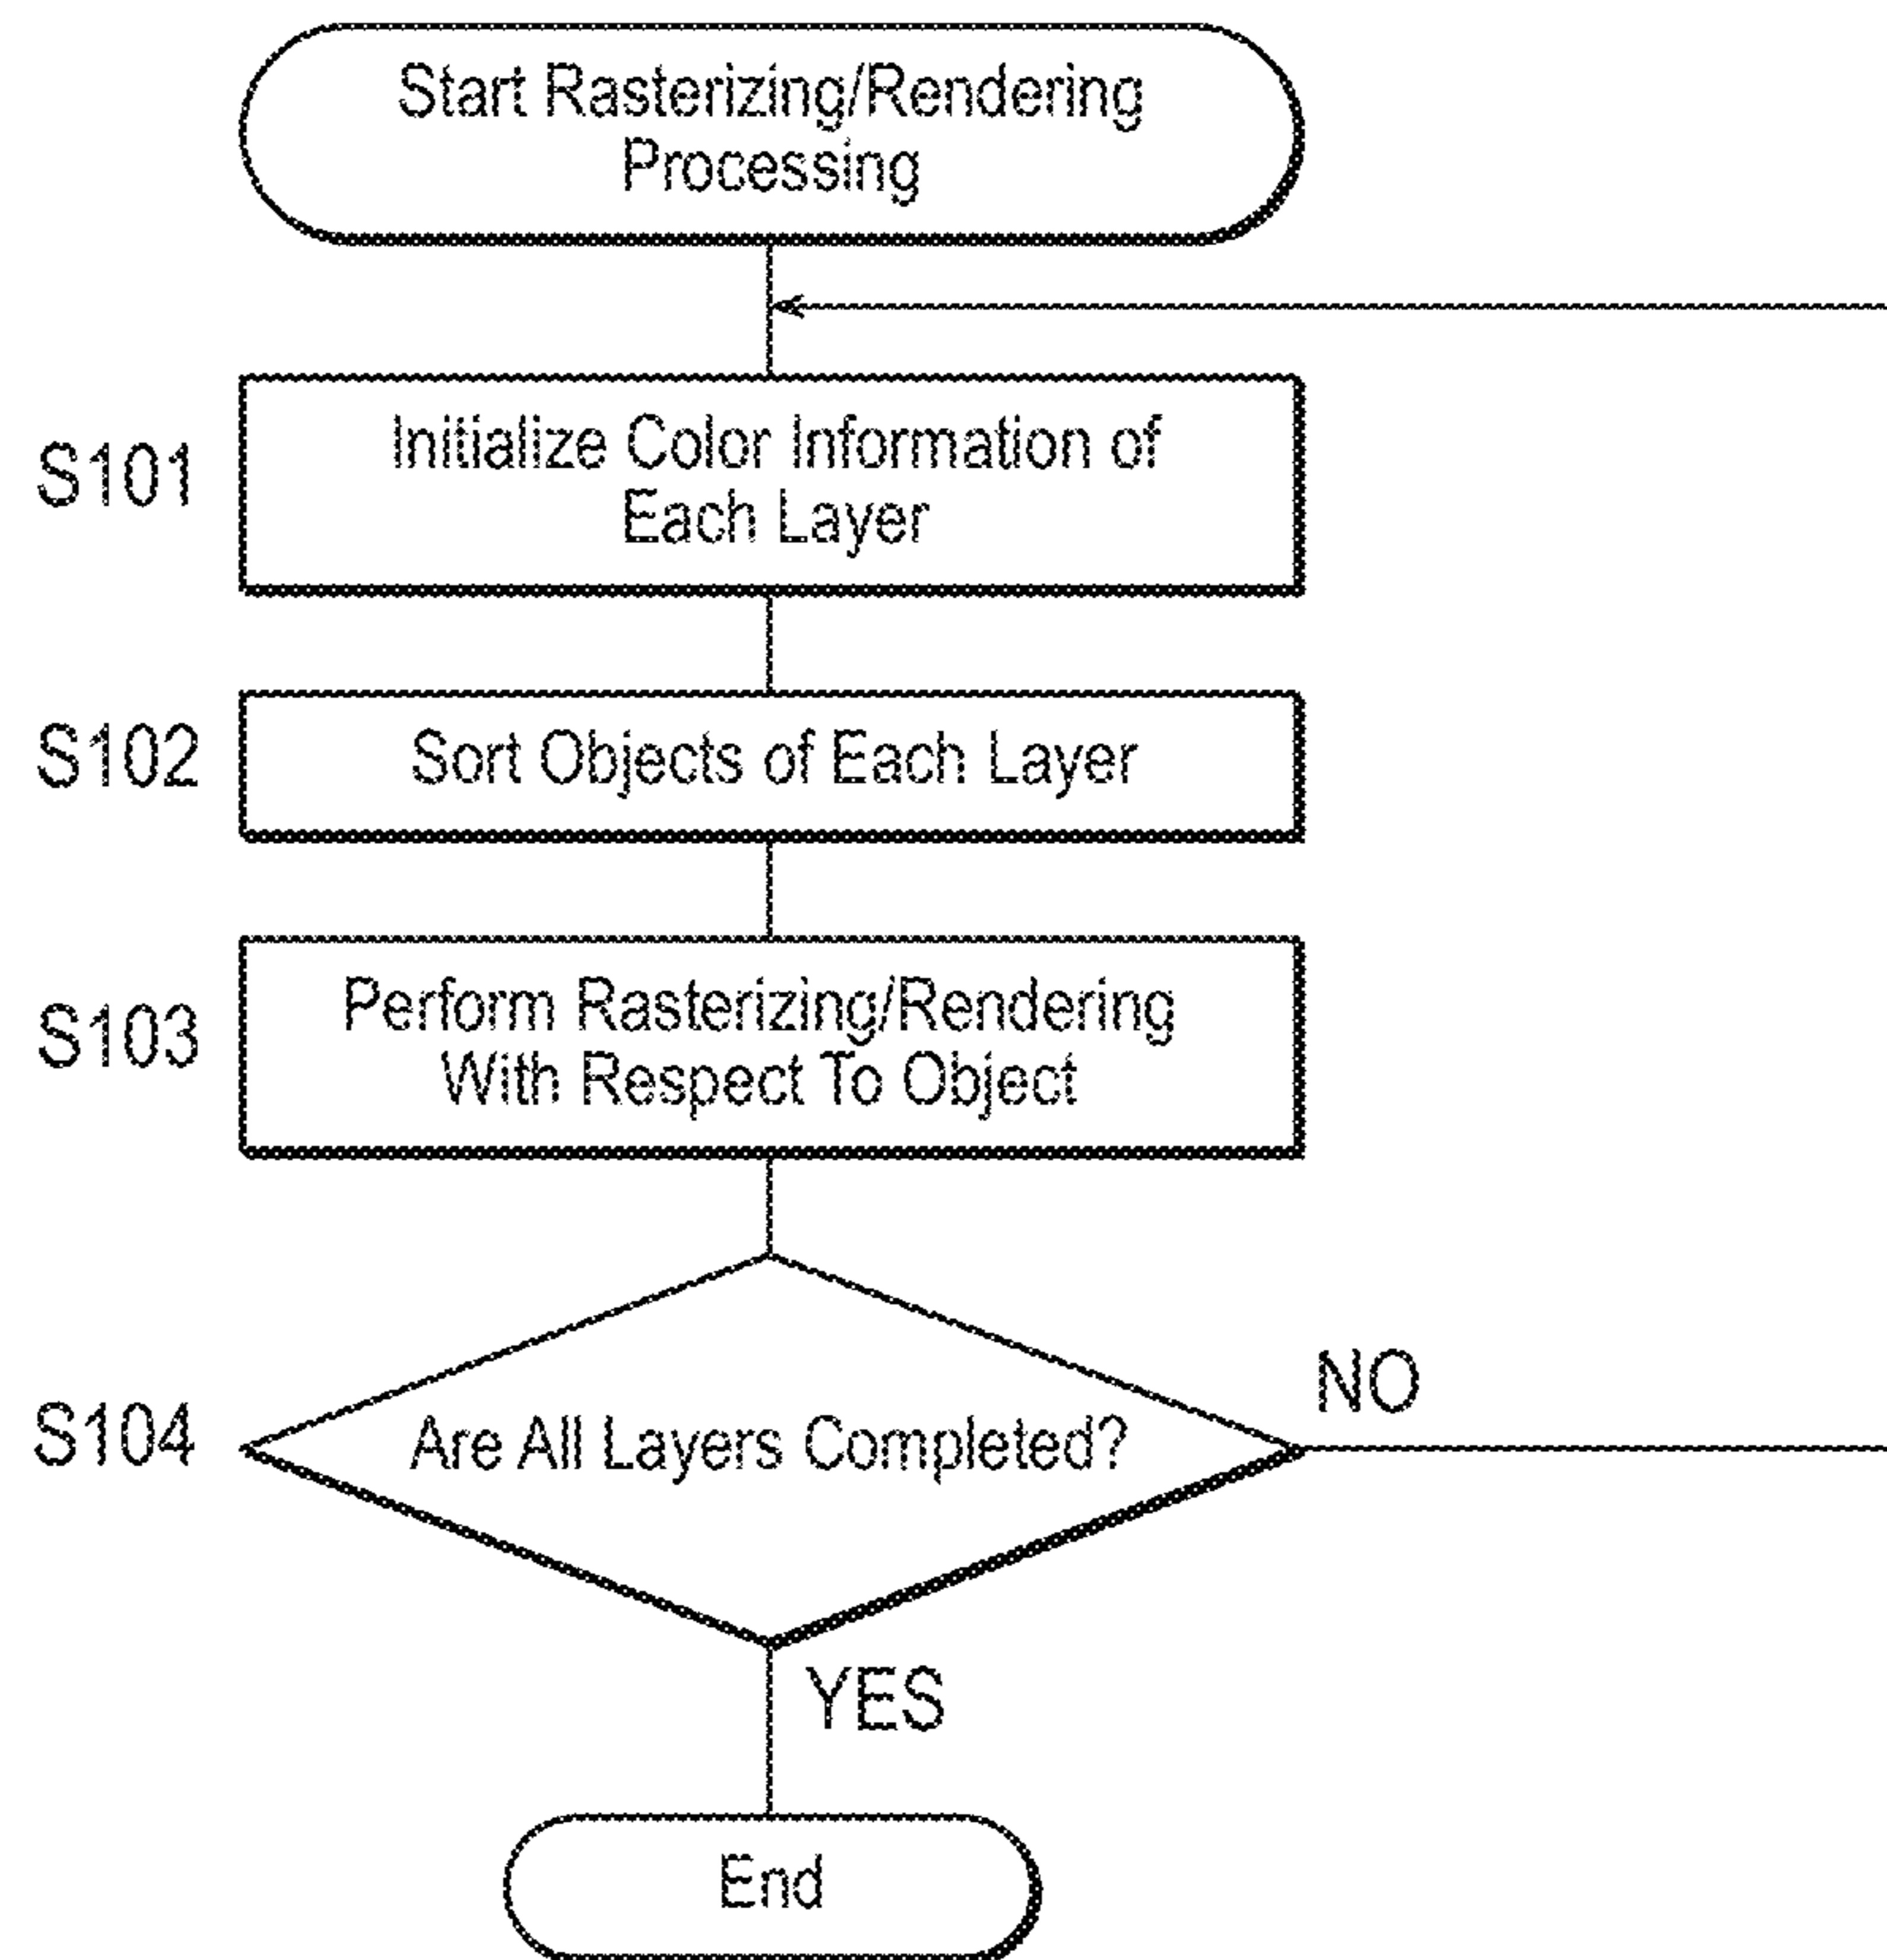 Start Rasterizing/Rendering
Processing
S101
Initialize Color Information of
Each Layer
S102
Sort Objects of Each Layer
S103
Perform Rasterizing/Rendering
With Respect To Object
S104
Are All Layers Completed?
NO
YES
End